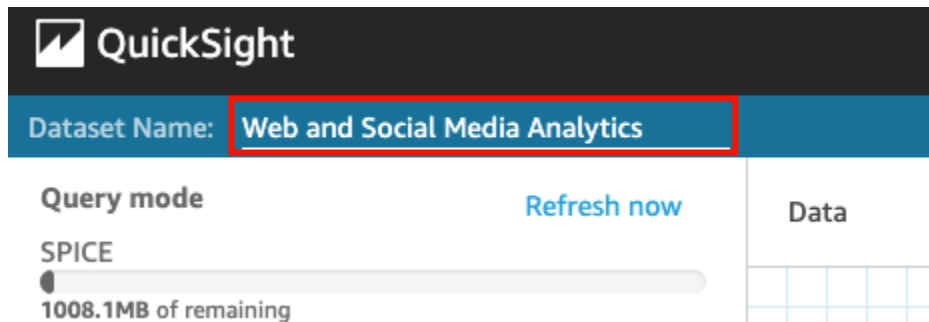 QuickSight
Dataset Name: Web and Social Media Analytics
Query mode
Refresh now
Data
SPICE
1008.1MB of remaining